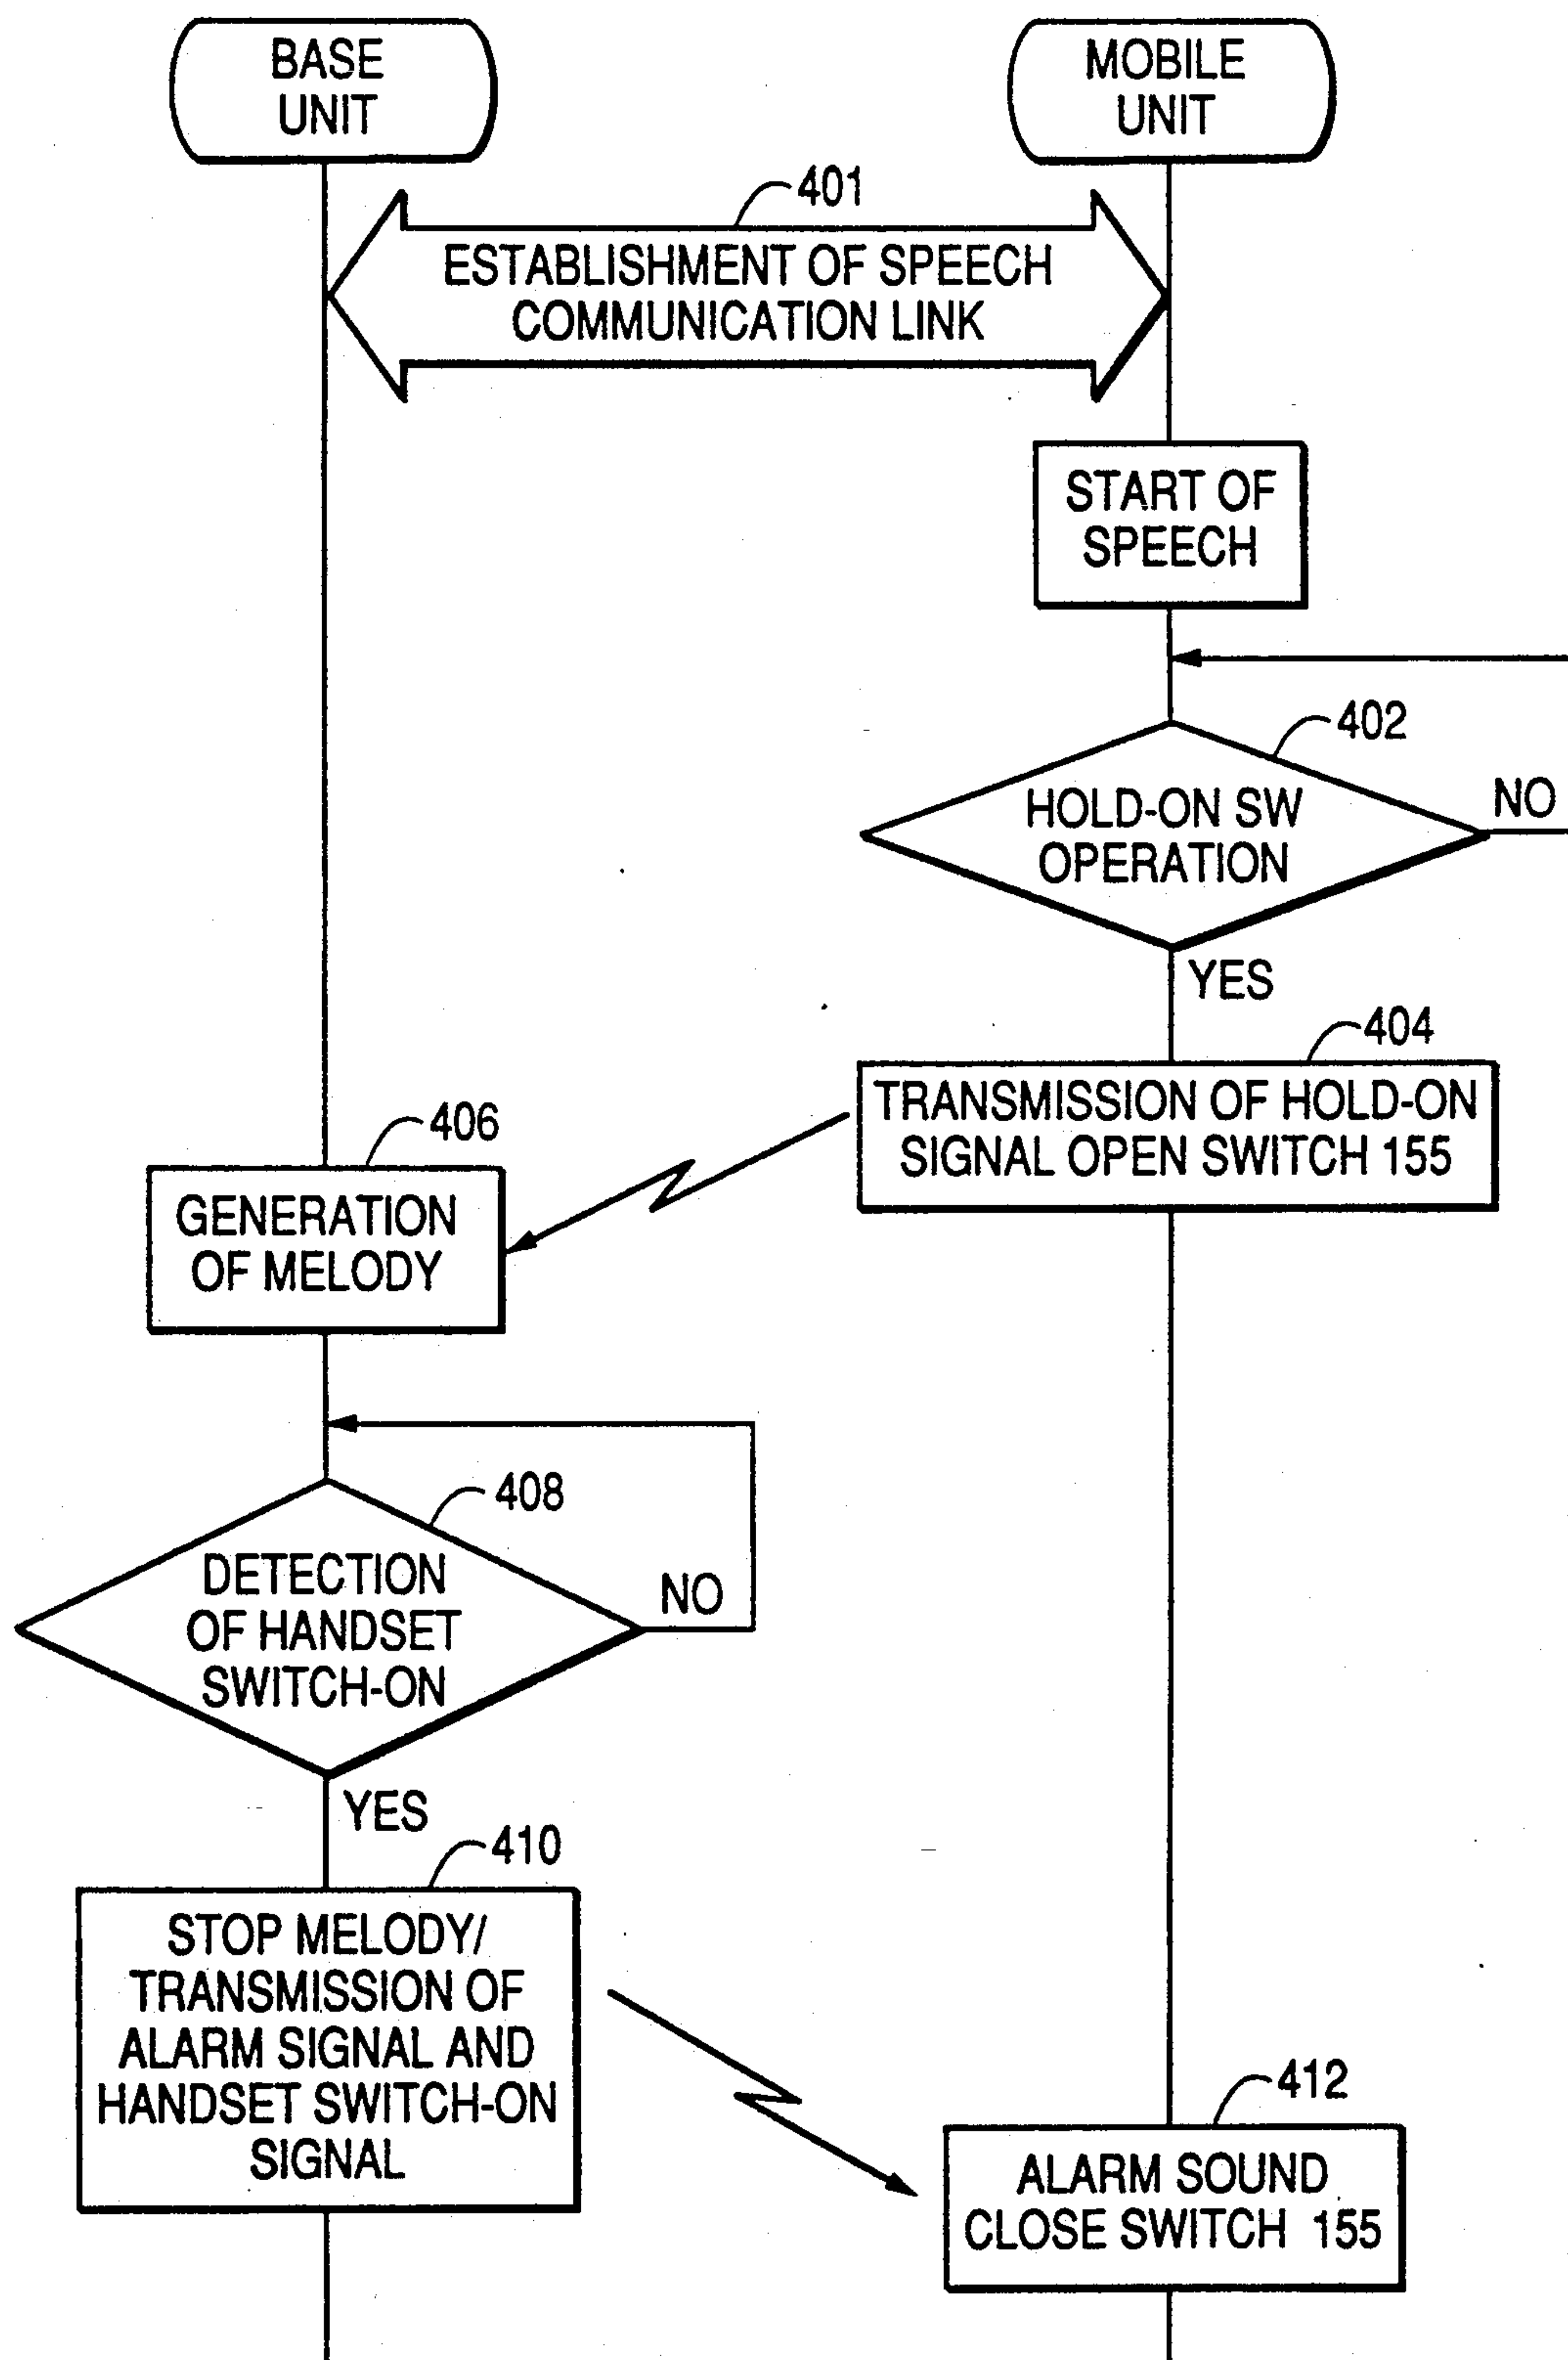 BASE
UNIT
MOBILE
UNIT
401
ESTABLISHMENT OF SPEECH
COMMUNICATION LINK
START OF
SPEECH
402
HOLD-ON SW
OPERATION
NO
YES
404
TRANSMISSION OF HOLD-ON
SIGNAL OPEN SWITCH 155
406
GENERATION
OF MELODY
408
DETECTION
OF HANDSET
SWITCH-ON
NO
YES
410
STOP MELODY/
TRANSMISSION OF
ALARM SIGNAL AND
HANDSET SWITCH-ON
SIGNAL
412
ALARM SOUND
CLOSE SWITCH 155